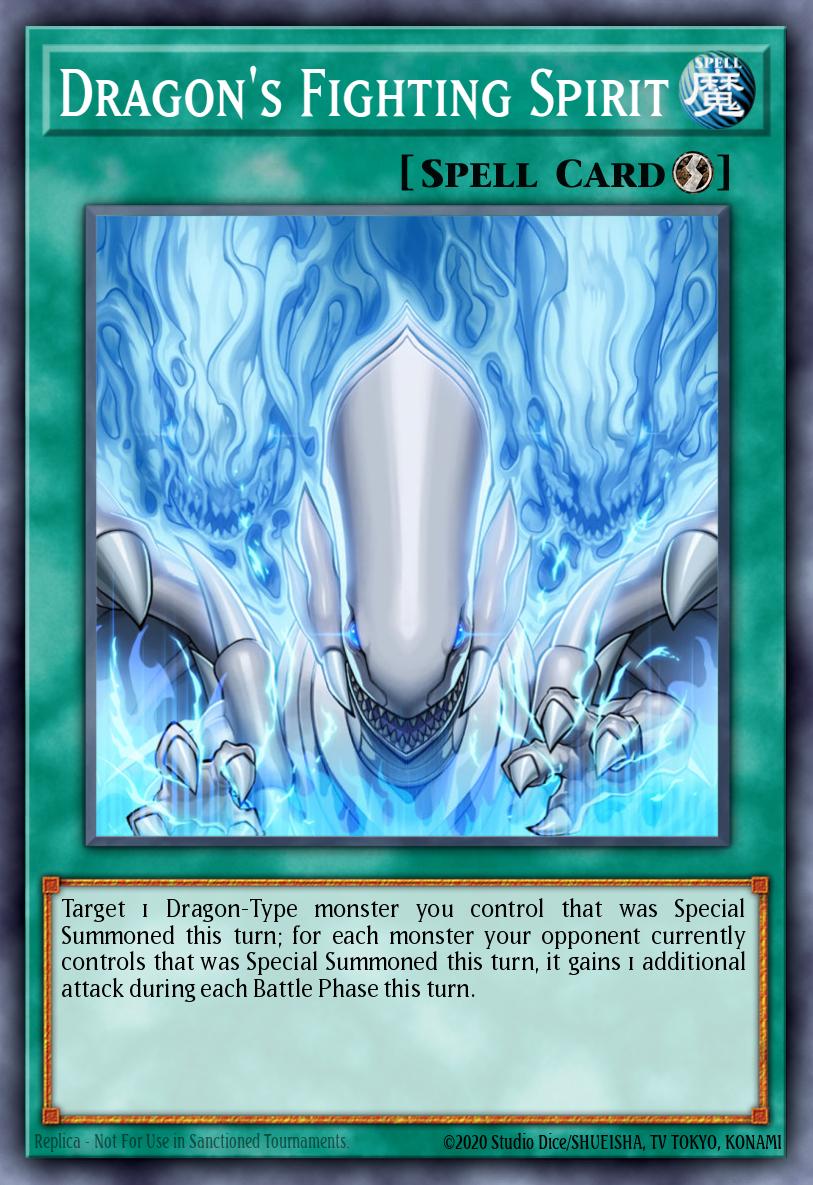 Dragon's Fighting Spirit
SPELL
魔
[Spell Card]
Target 1 Dragon-Type monster you control that was Special
Summoned this turn; for each monster your opponent currently
controls that was Special Summoned this turn, it gains 1 additional
attack during each Battle Phase this turn.
Replica - Not For Use in Sanctioned Tournaments.
©2020 Studio Dice/SHUEISHA, TV TOKYO, KONAMI